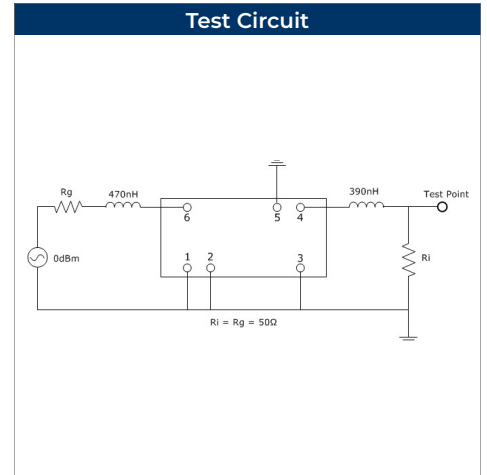 Test Circuit
Rg
470nH
390nH
Test Point
6
5
4
0dBm
1
2
3
Ri
Ri = Rg = 50Ω